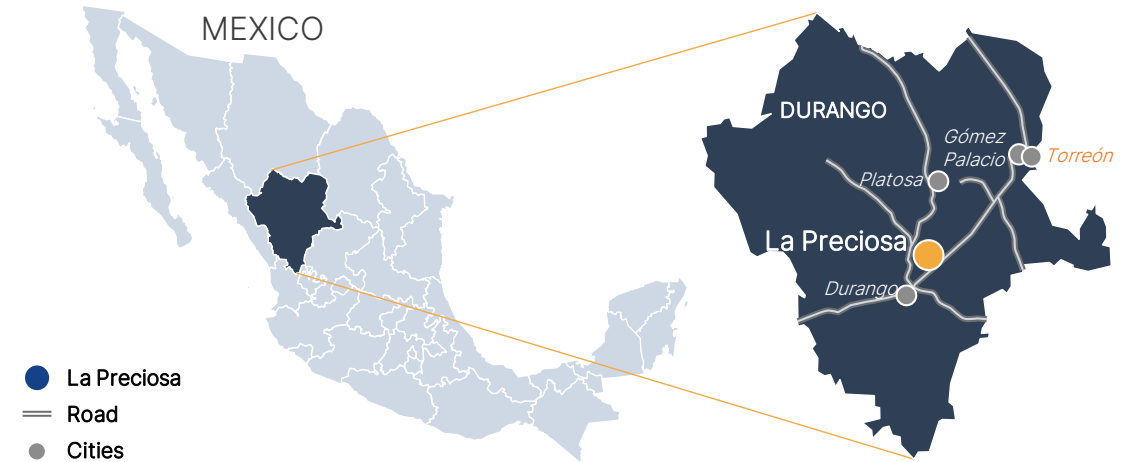 MEXICO
DURANGO
Gómez
Palacio
Torreón
Platosa
La Preciosa
Durango
La Preciosa
Road
Cities